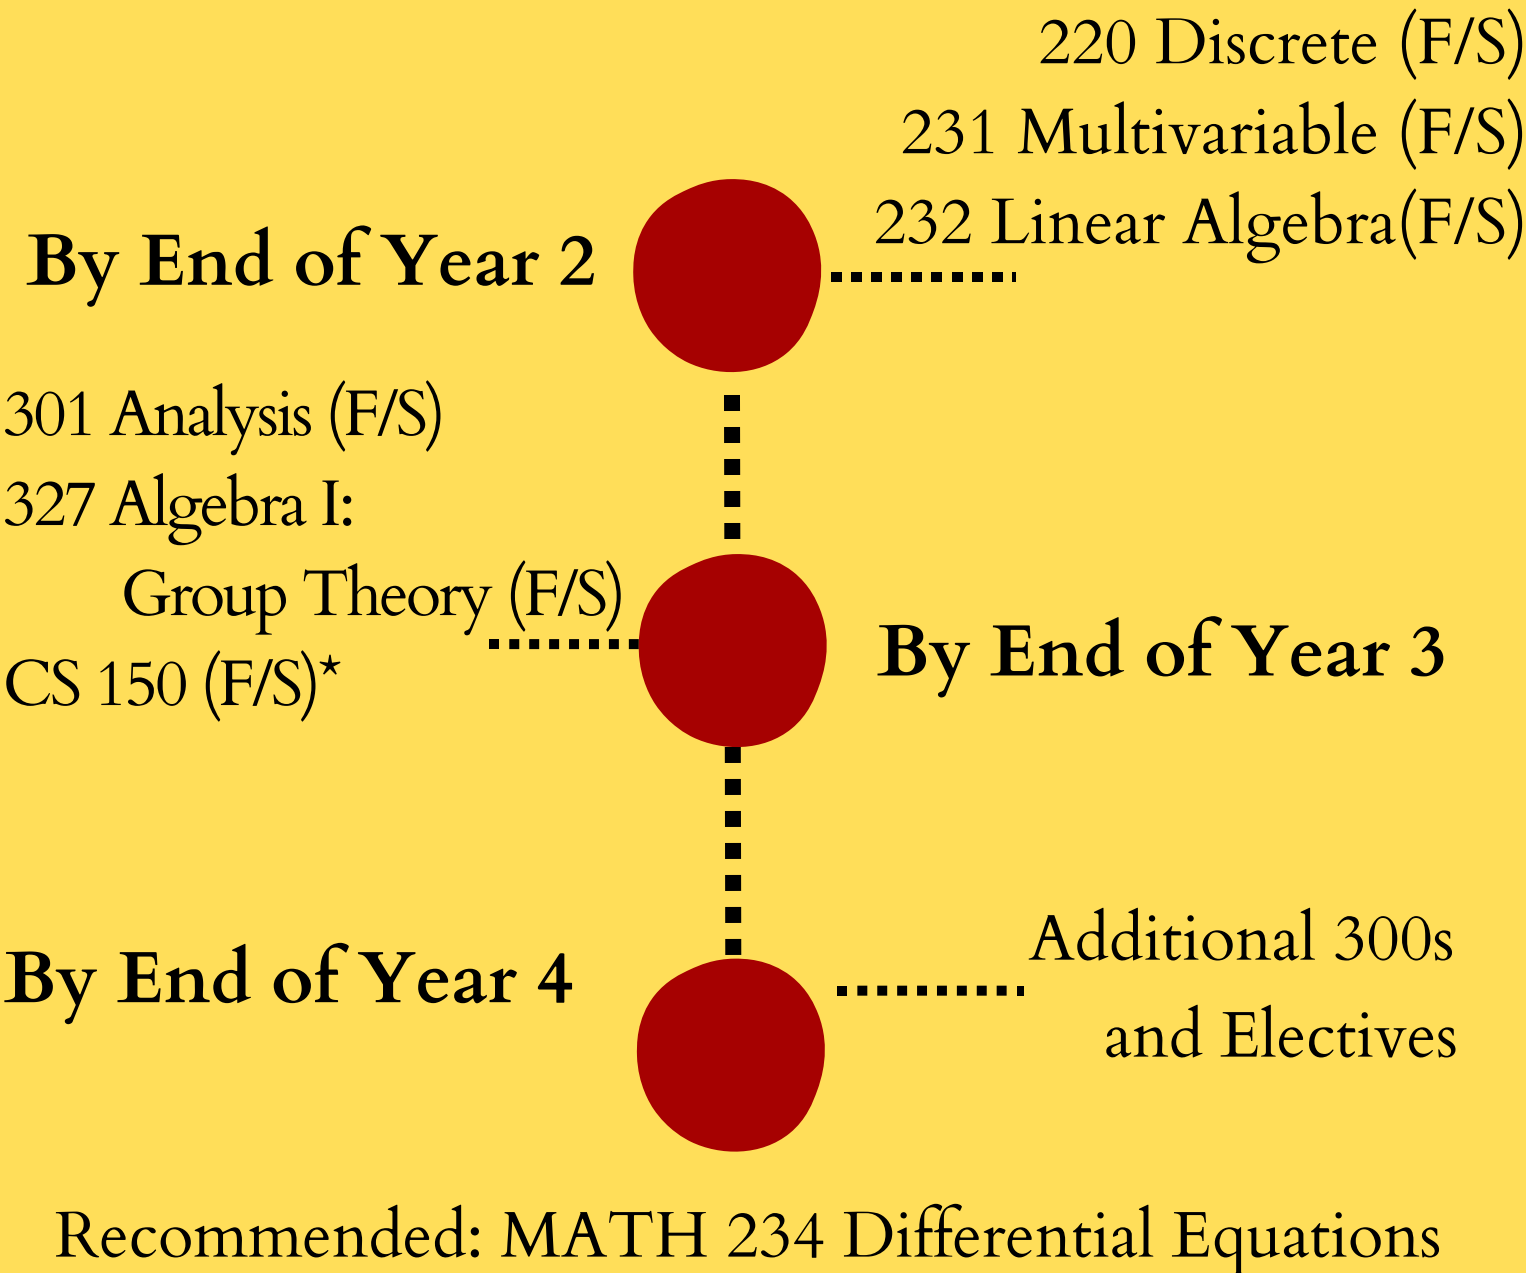 220 Discrete (F/S)
231 Multivariable (F/S)
232 Linear Algebra(F/S)
By End of Year 2
301 Analysis (F/S)
327 Algebra I:
Group Theory (F/S)
CS 150 (F/S)*
By End of Year 3
By End of Year 4
Additional 300s
and Electives
Recommended: MATH 234 Differential Equations